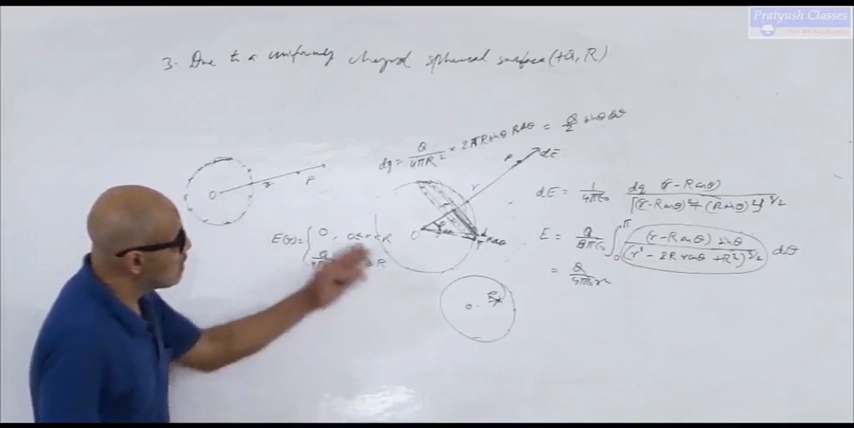 Pratyush Classes
3. Due to a uniformly charged spherical surface (+Q, R)
dq = Q/4πR² × 2πR sinθ R dθ = Q/2 sinθ dθ
O r P
r P dE
O
dE = 1/4πε₀ dq (r - R cosθ) / [(r - R cosθ)² + (R sinθ)²]^3/2
E(r) = { 0, 0≤r<R
E = Q/8πε₀ ∫₀^π (r - R cosθ) sinθ / (r² - 2Rr cosθ + R²)^3/2 dθ
= Q/4πε₀r²
O